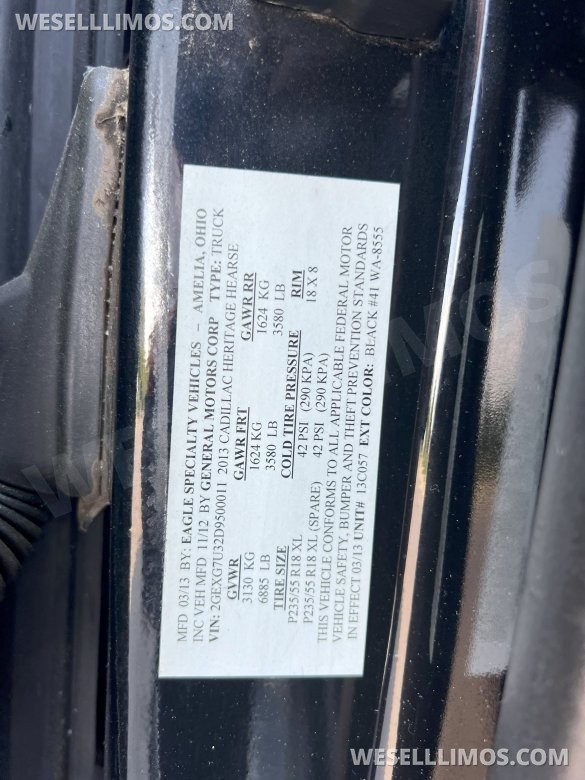 WESELLLIMOS.COM
WESELLLIMOS.COM
MFD 03/13 BY: EAGLE SPECIALTY VEHICLES - AMELIA, OHIO
INC VEH MFD 11/12 BY GENERAL MOTORS CORP TYPE: TRUCK
VIN: 2GEXG7U32D9500011 2013 CADILLAC HERITAGE HEARSE
GVWR GAWR FRT GAWR RR
3130 KG 1624 KG 1624 KG
6885 LB 3580 LB 3580 LB
TIRE SIZE COLD TIRE PRESSURE RIM
P235/55 R18 XL 42 PSI (290 KPA) 18 X 8
P235/55 R18 XL (SPARE) 42 PSI (290 KPA)
THIS VEHICLE CONFORMS TO ALL APPLICABLE FEDERAL MOTOR
VEHICLE SAFETY, BUMPER AND THEFT PREVENTION STANDARDS
IN EFFECT 03/13 UNIT# 13C057 EXT COLOR: BLACK #41 WA-8555
WESELLLIMOS.COM